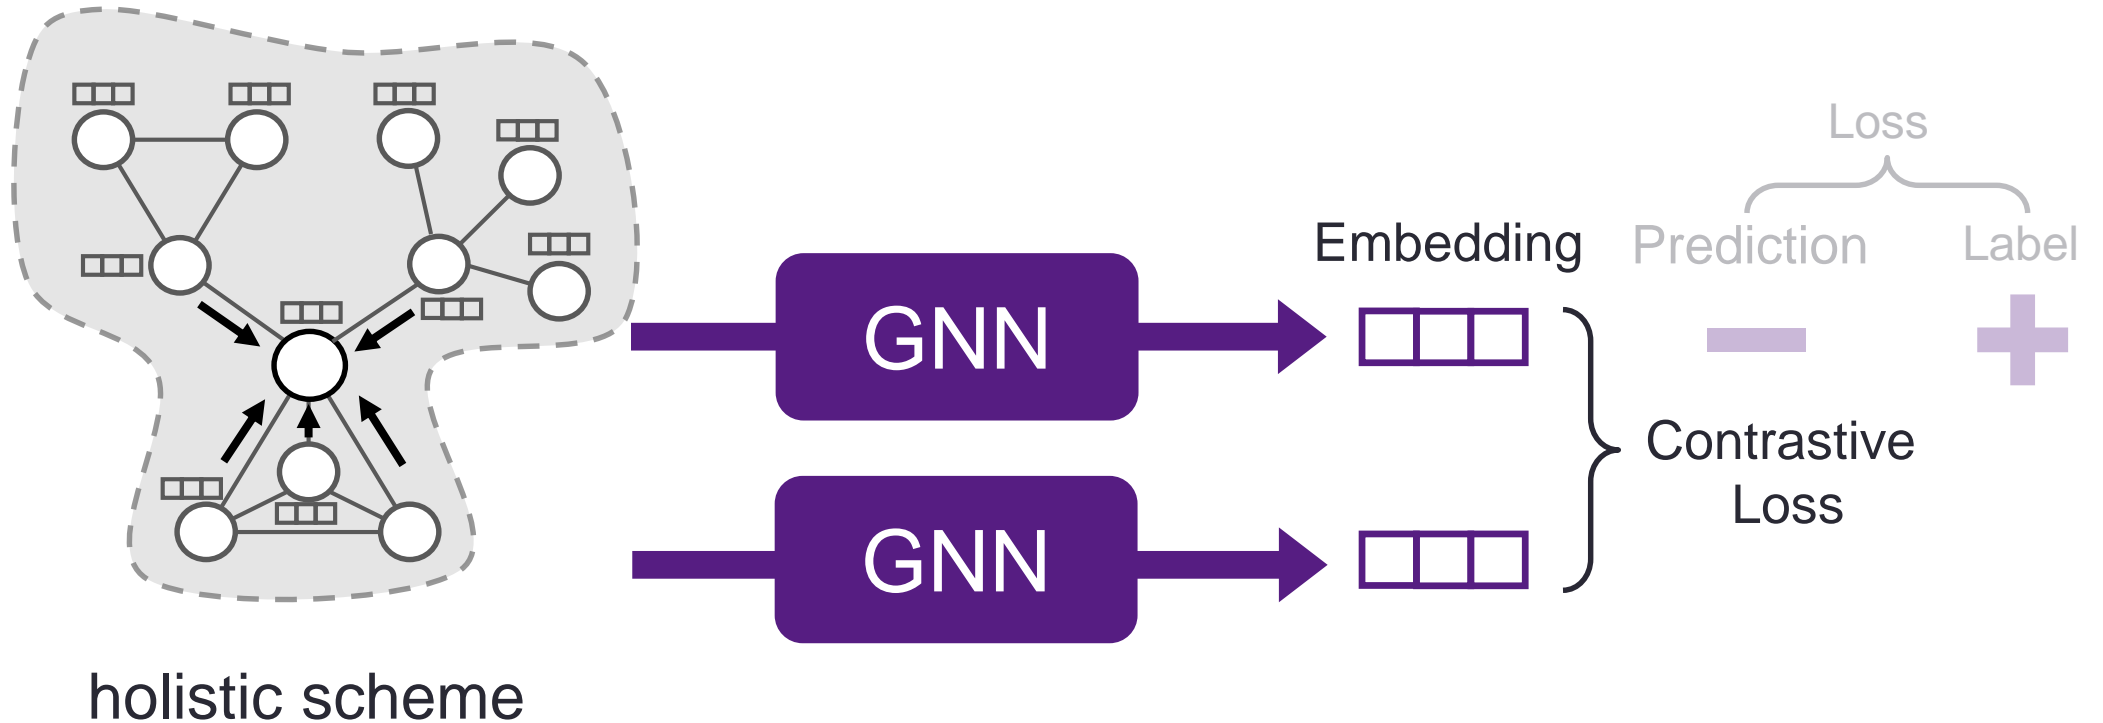 Loss
Embedding
Prediction
Label
GNN
Contrastive
Loss
GNN
holistic scheme